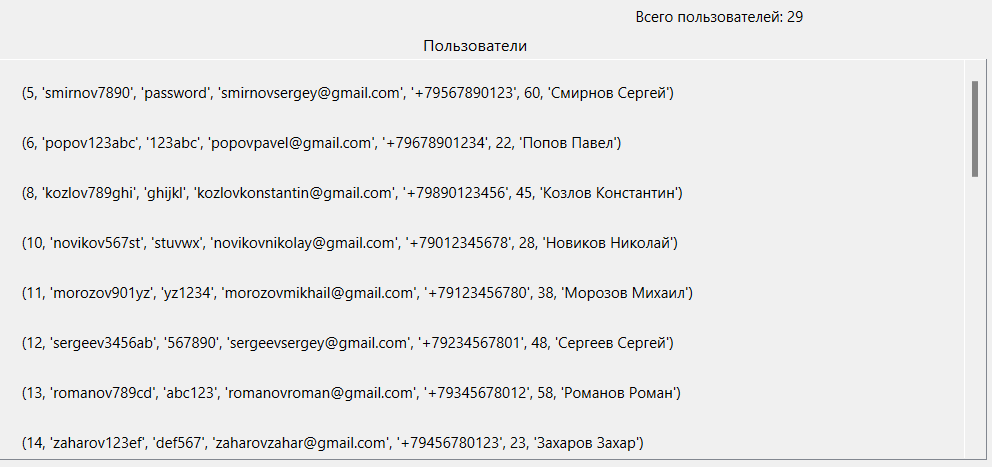 Всего пользователей: 29
Пользователи
(5, 'smirnov7890', 'password', 'smirnovsergey@gmail.com', '+79567890123', 60, 'Смирнов Сергей')
(6, 'popov123abc', '123abc', 'popovpavel@gmail.com', '+79678901234', 22, 'Попов Павел')
(8, 'kozlov789ghi', 'ghijkl', 'kozlovkonstantin@gmail.com', '+79890123456', 45, 'Козлов Константин')
(10, 'novikov567st', 'stuvwx', 'novikovnikolay@gmail.com', '+79012345678', 28, 'Новиков Николай')
(11, 'morozov901yz', 'yz1234', 'morozovmikhail@gmail.com', '+79123456780', 38, 'Морозов Михаил')
(12, 'sergeev3456ab', '567890', 'sergeevsergey@gmail.com', '+79234567801', 48, 'Сергеев Сергей')
(13, 'romanov789cd', 'abc123', 'romanovroman@gmail.com', '+79345678012', 58, 'Романов Роман')
(14, 'zaharov123ef', 'def567', 'zaharovzahar@gmail.com', '+79456780123', 23, 'Захаров Захар')